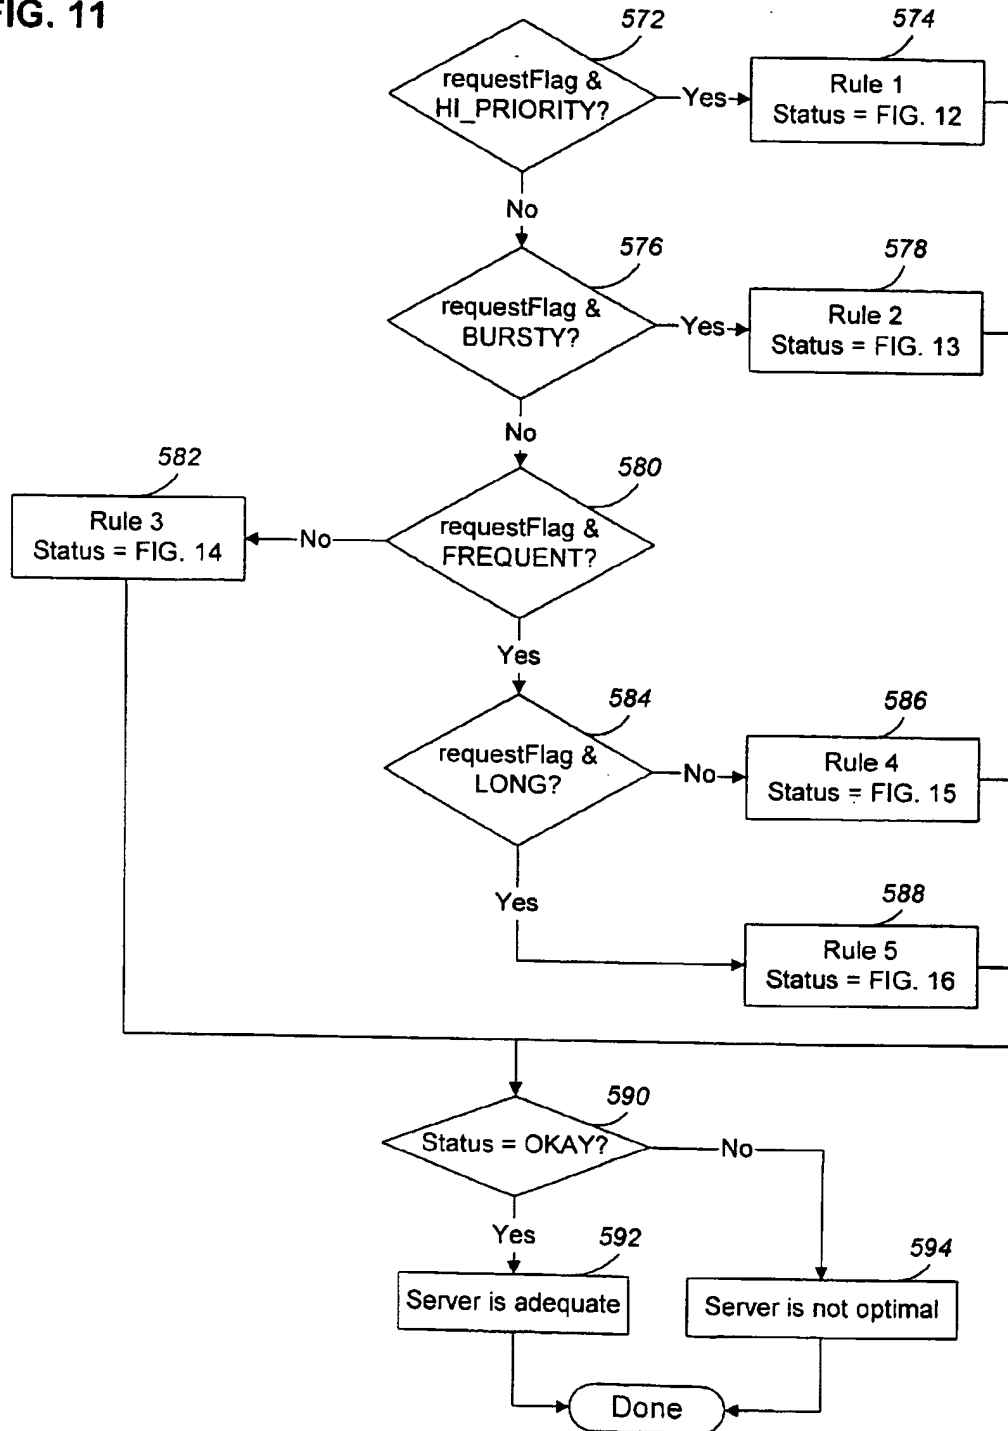 FIG. 11
572
requestFlag &
HI_PRIORITY?
Yes
574
Rule 1
Status = FIG. 12
No
576
requestFlag &
BURSTY?
Yes
578
Rule 2
Status = FIG. 13
No
580
requestFlag &
FREQUENT?
No
582
Rule 3
Status = FIG. 14
Yes
584
requestFlag &
LONG?
No
586
Rule 4
Status = FIG. 15
Yes
588
Rule 5
Status = FIG. 16
590
Status = OKAY?
No
Yes
592
Server is adequate
594
Server is not optimal
Done